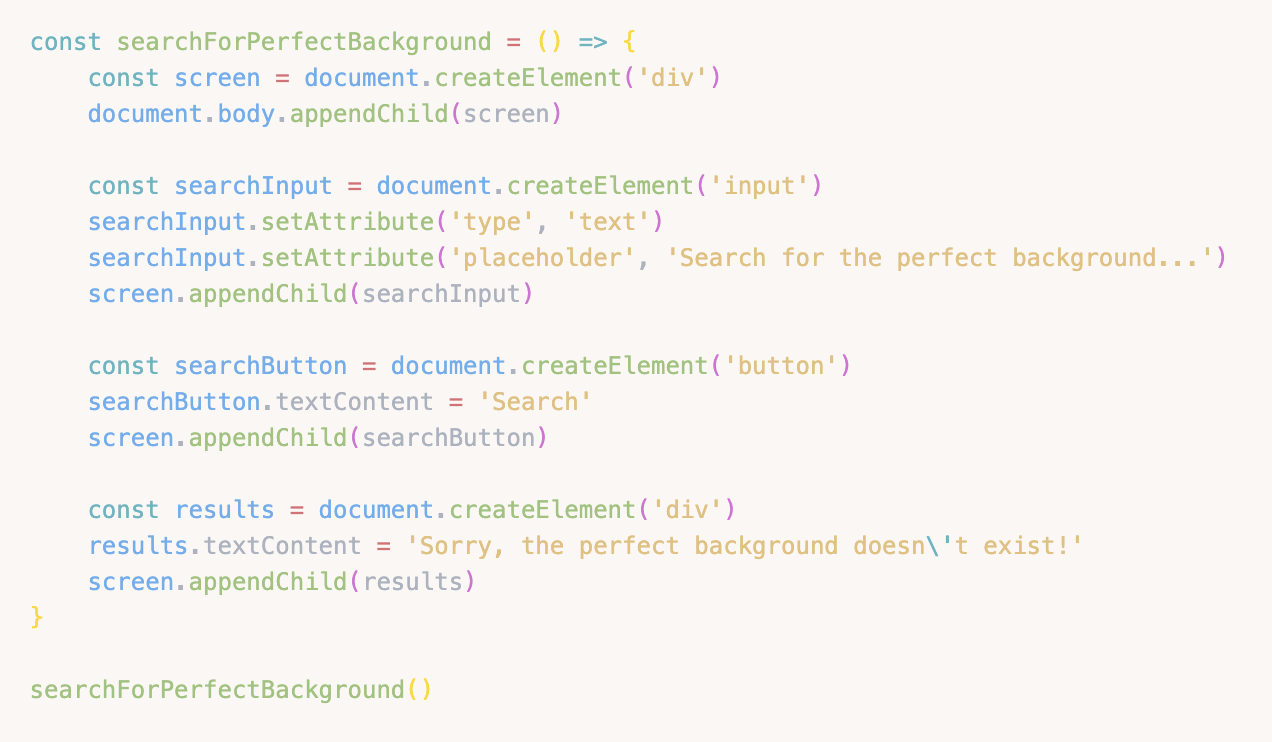 const searchForPerfectBackground = () => {
    const screen = document.createElement('div')
    document.body.appendChild(screen)

    const searchInput = document.createElement('input')
    searchInput.setAttribute('type', 'text')
    searchInput.setAttribute('placeholder', 'Search for the perfect background...')
    screen.appendChild(searchInput)

    const searchButton = document.createElement('button')
    searchButton.textContent = 'Search'
    screen.appendChild(searchButton)

    const results = document.createElement('div')
    results.textContent = 'Sorry, the perfect background doesn\'t exist!'
    screen.appendChild(results)
}

searchForPerfectBackground()